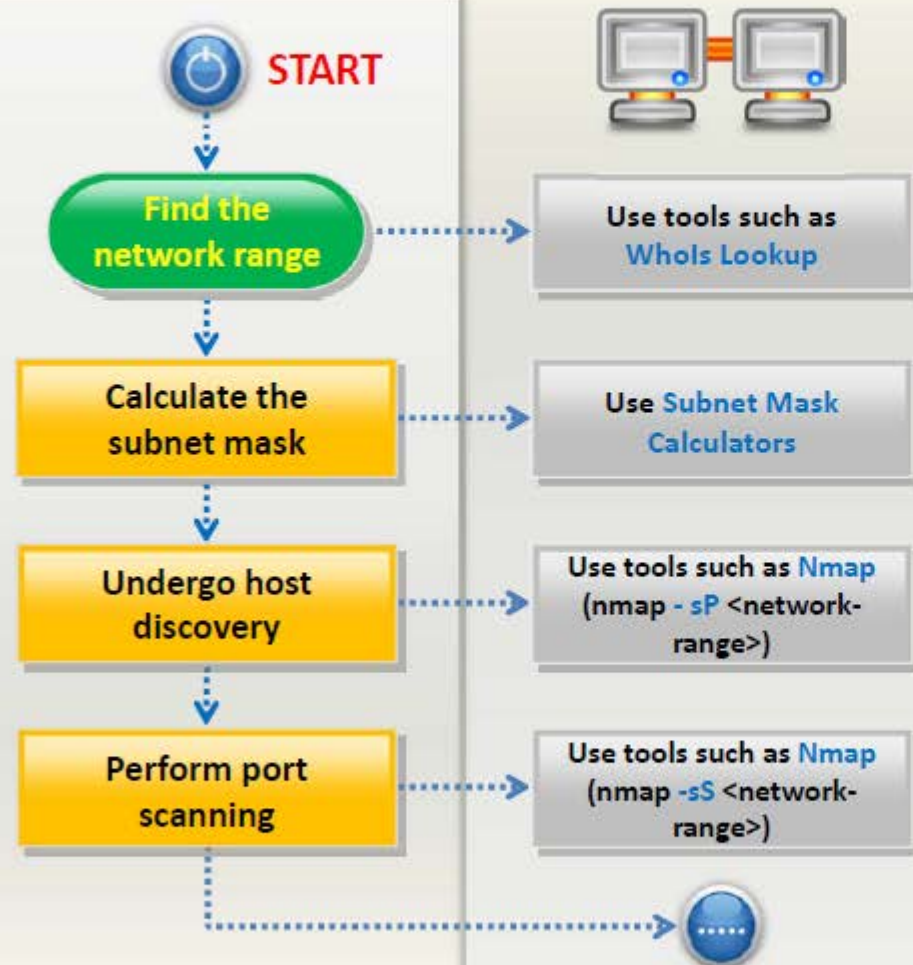 START
Find the
network range
Use tools such as
WhoIs Lookup
Calculate the
subnet mask
Use Subnet Mask
Calculators
Undergo host
discovery
Use tools such as Nmap
(nmap - sP <network-
range>)
Perform port
scanning
Use tools such as Nmap
(nmap -sS <network-
range>)
.....